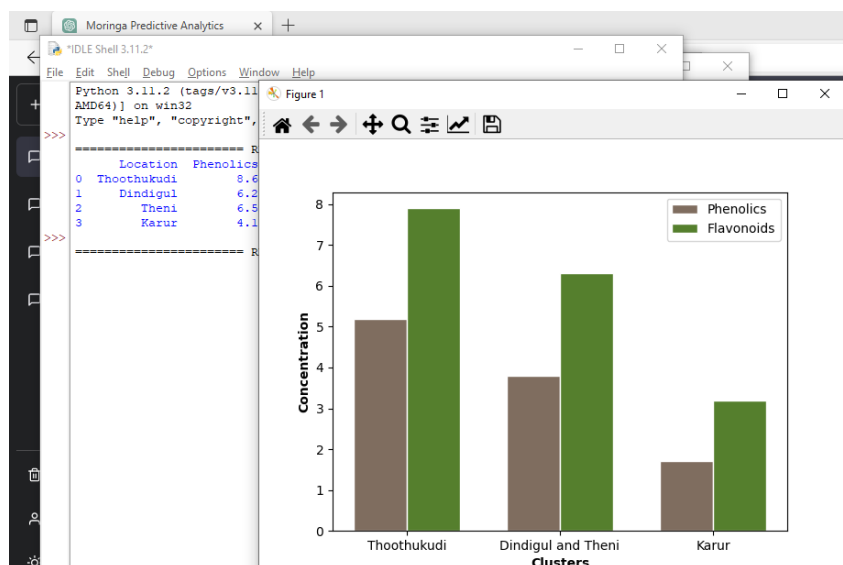 Moringa Predictive Analytics
*IDLE Shell 3.11.2*
File Edit Shell Debug Options Window Help
Python 3.11.2 (tags/v3.11
AMD64)] on win32
Type "help", "copyright",
>>>
======================== R
Location Phenolics
0 Thoothukudi 8.6
1 Dindigul 6.2
2 Theni 6.5
3 Karur 4.1
>>>
======================== R
Figure 1
Phenolics
Flavonoids
Concentration
8
7
6
5
4
3
2
1
0
Thoothukudi Dindigul and Theni Karur
Clusters